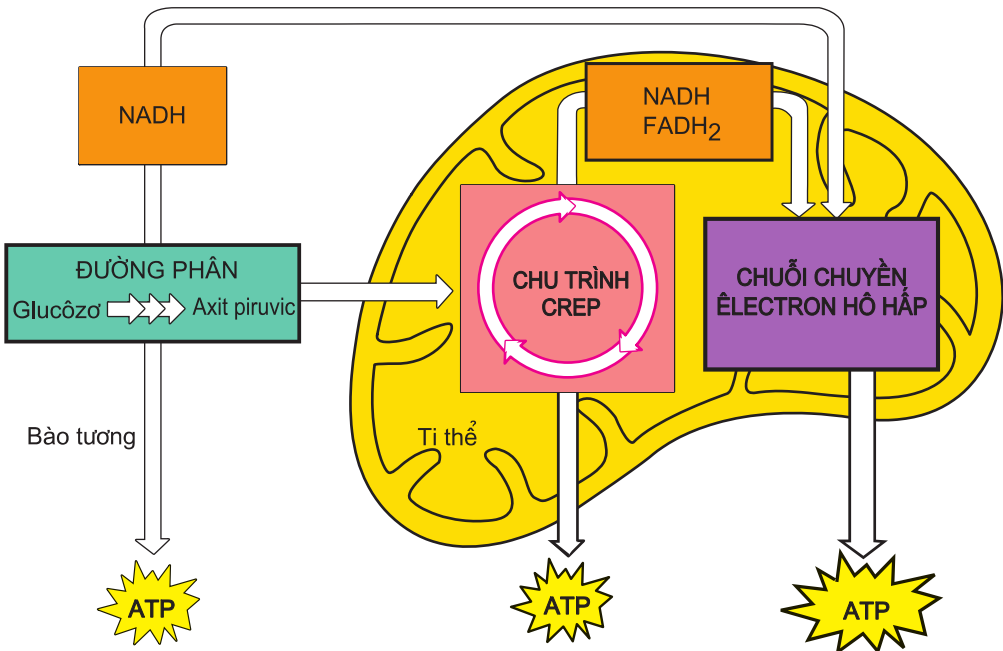 NADH
NADH
FADH2
ĐƯỜNG PHÂN
Glucôzơ Axit piruvic
CHU TRÌNH
CREP
CHUỖI CHUYỀN
ÊLECTRON HÔ HẤP
Bào tương
Ti thể
ATP
ATP
ATP